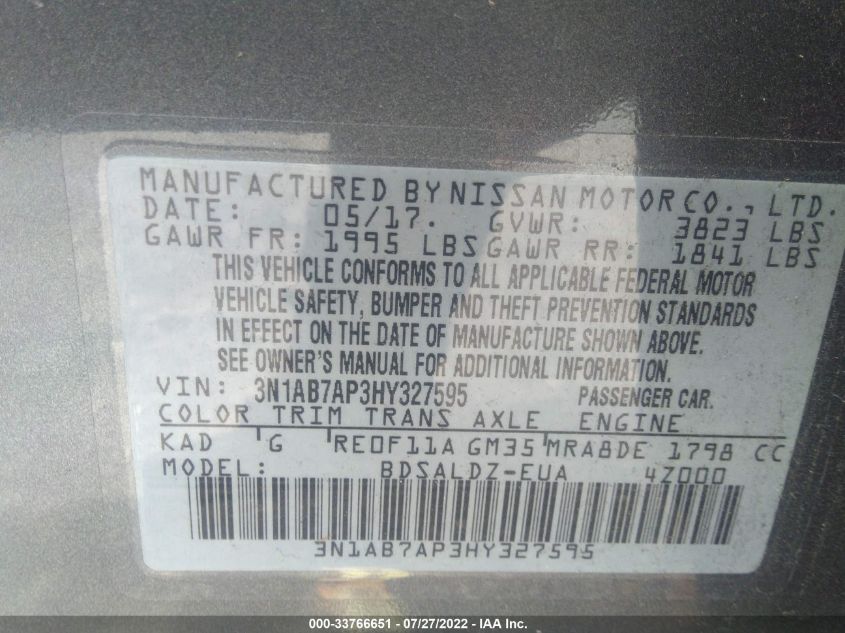 MANUFACTURED BY NISSAN MOTOR CO., LTD.
DATE: 05/17. GVWR: 3823 LBS
GAWR FR: 1995 LBS GAWR RR: 1841 LBS
THIS VEHICLE CONFORMS TO ALL APPLICABLE FEDERAL MOTOR
VEHICLE SAFETY, BUMPER AND THEFT PREVENTION STANDARDS
IN EFFECT ON THE DATE OF MANUFACTURE SHOWN ABOVE.
SEE OWNER'S MANUAL FOR ADDITIONAL INFORMATION.
VIN: 3N1AB7AP3HY327595 PASSENGER CAR.
COLOR TRIM TRANS AXLE ENGINE
KAD G RE0F11A GM35 MRA8DE 1798 CC
MODEL: BDSALDZ-EUA 4Z000
3N1AB7AP3HY327595
000-33766651 - 07/27/2022 - IAA, Inc.